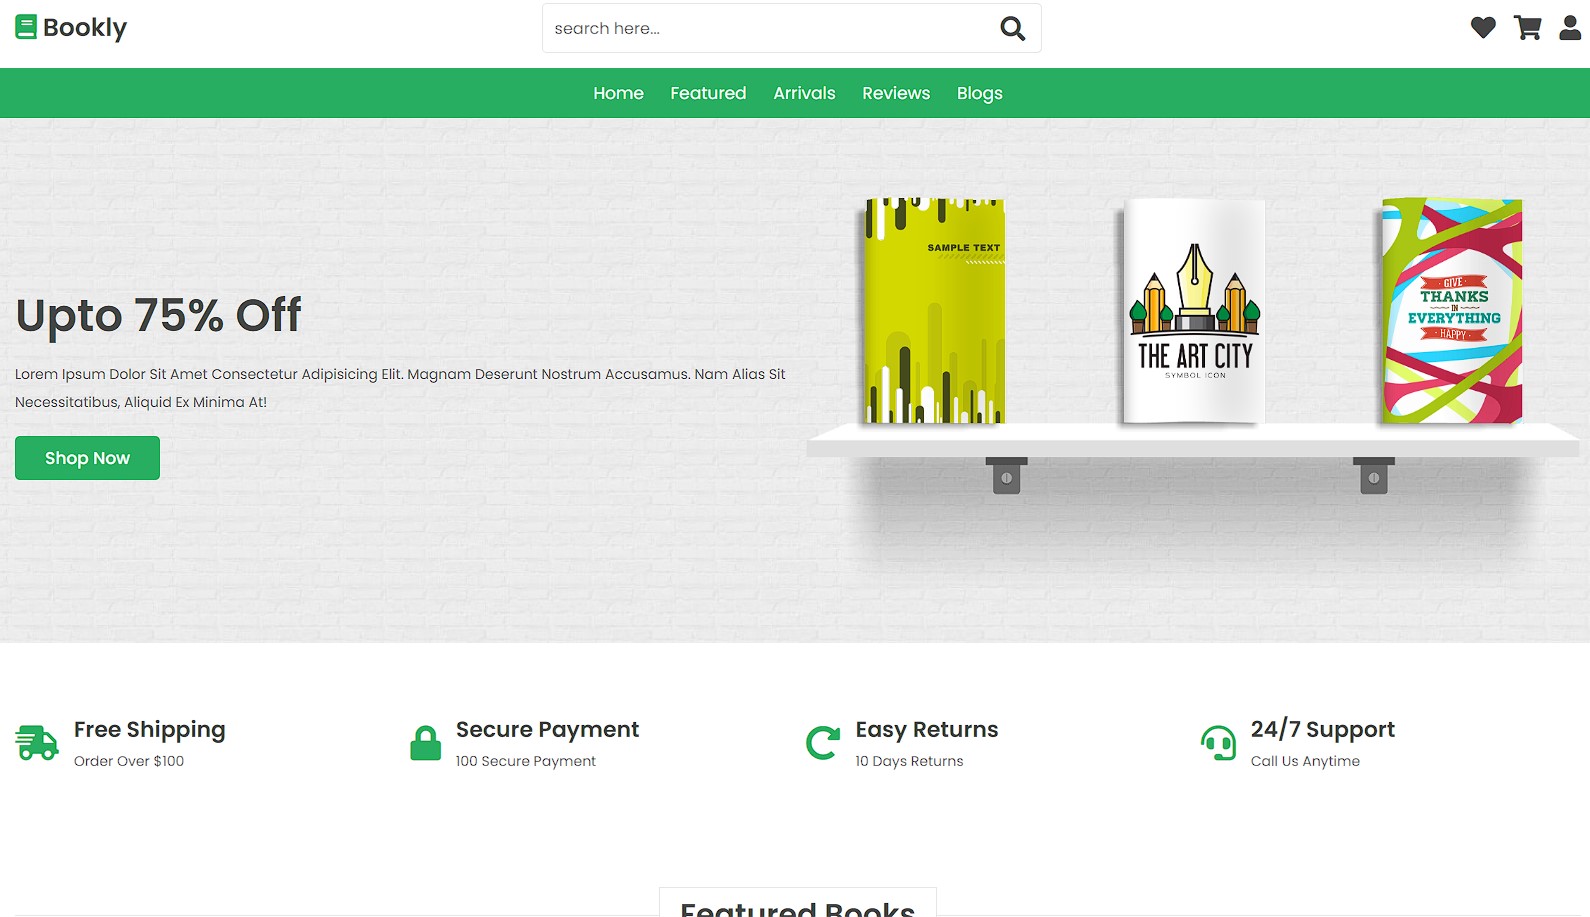 Bookly
search here...
Home Featured Arrivals Reviews Blogs
SAMPLE TEXT
THE ART CITY
SYMBOL ICON
GIVE
THANKS
IN
EVERYTHING
HAPPY
Upto 75% Off
Lorem Ipsum Dolor Sit Amet Consectetur Adipisicing Elit. Magnam Deserunt Nostrum Accusamus. Nam Alias Sit
Necessitatibus, Aliquid Ex Minima At!
Shop Now
Free Shipping
Order Over $100
Secure Payment
100 Secure Payment
Easy Returns
10 Days Returns
24/7 Support
Call Us Anytime
Featured Books